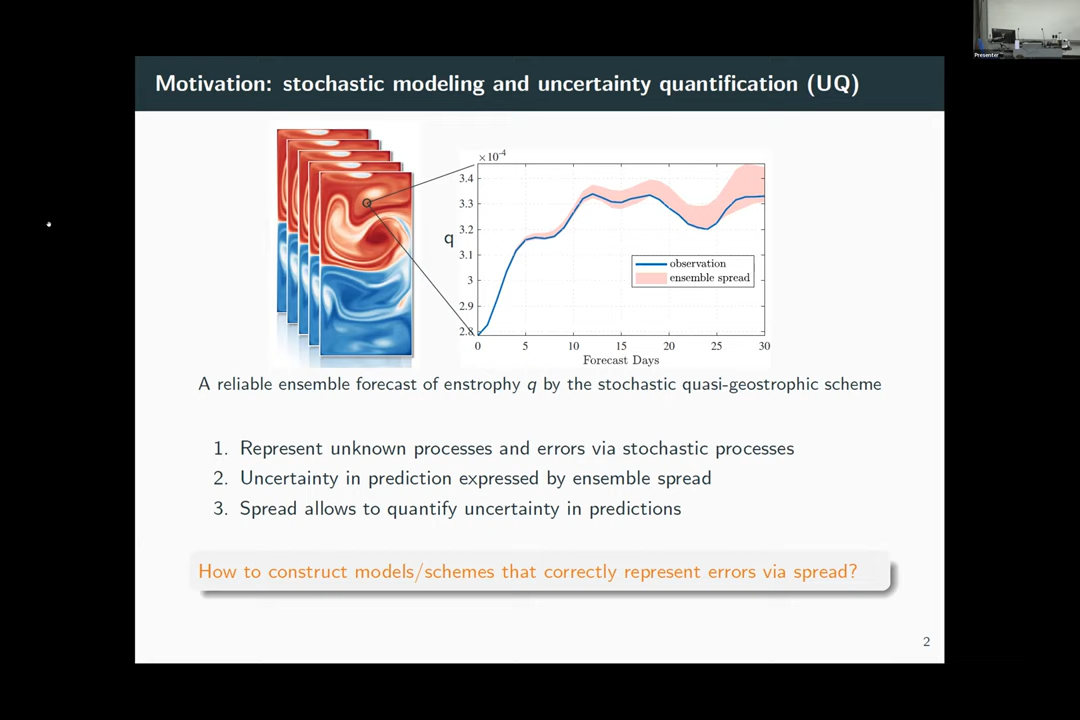 Presenter
Motivation: stochastic modeling and uncertainty quantification (UQ)
×10⁻⁴
3.4
3.3
3.2
3.1
3
2.9
2.8
q
observation
ensemble spread
0 5 10 15 20 25 30
Forecast Days
A reliable ensemble forecast of enstrophy q by the stochastic quasi-geostrophic scheme
1. Represent unknown processes and errors via stochastic processes
2. Uncertainty in prediction expressed by ensemble spread
3. Spread allows to quantify uncertainty in predictions
How to construct models/schemes that correctly represent errors via spread?
2